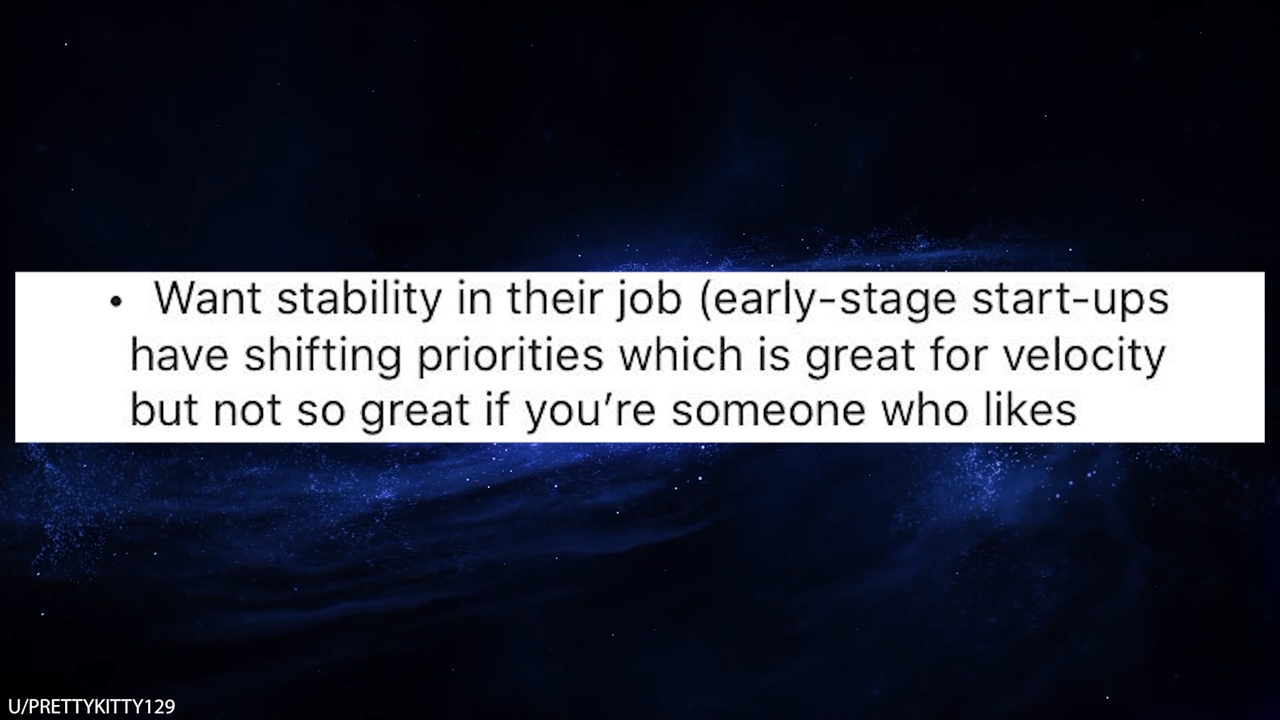 • Want stability in their job (early-stage start-ups
have shifting priorities which is great for velocity
but not so great if you’re someone who likes
U/PRETTYKITTY129